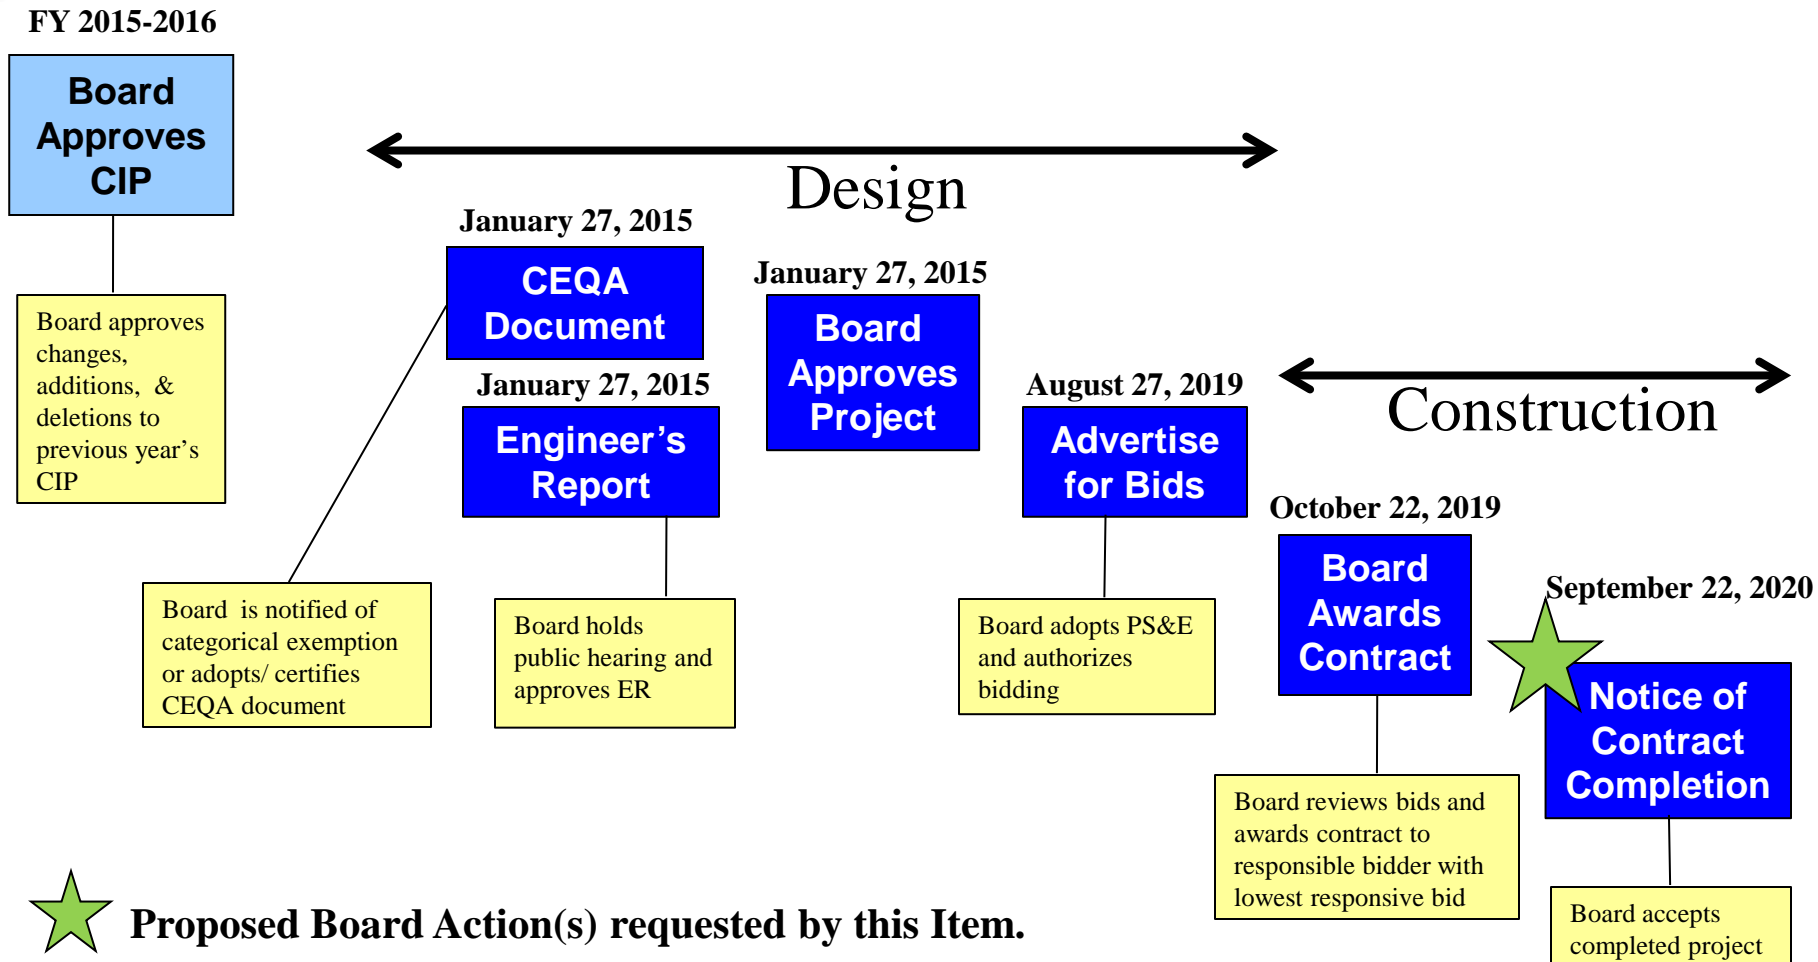 FY 2015-2016
Board
Approves
CIP
Board approves
changes,
additions, &
deletions to
previous year's
CIP
Design
January 27, 2015
CEQA
Document
Board is notified of
categorical exemption
or adopts/ certifies
CEQA document
January 27, 2015
Engineer’s
Report
Board holds
public hearing and
approves ER
January 27, 2015
Board
Approves
Project
August 27, 2019
Advertise
for Bids
Board adopts PS&E
and authorizes
bidding
Construction
October 22, 2019
Board
Awards
Contract
Board reviews bids and
awards contract to
responsible bidder with
lowest responsive bid
September 22, 2020
Notice of
Contract
Completion
Board accepts
completed project
Proposed Board Action(s) requested by this Item.